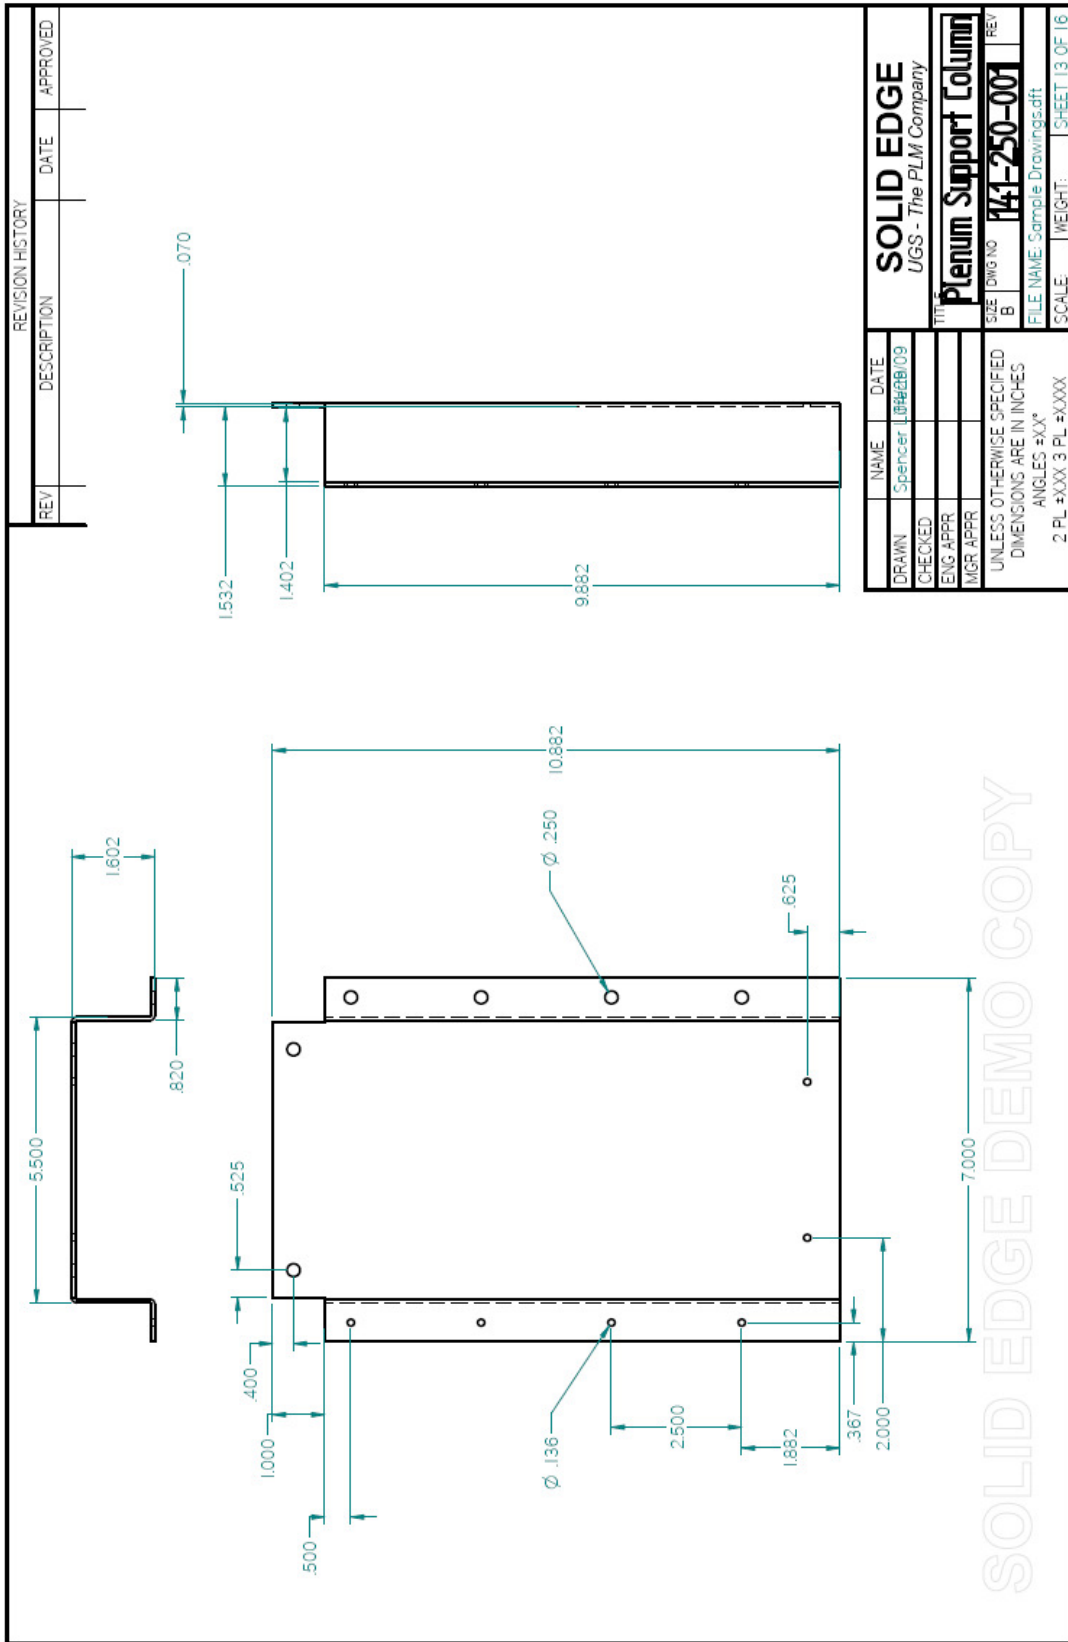 REVISION HISTORY
REV DESCRIPTION DATE APPROVED
5.500
1.602
.820
.525
.400
1.000
.500
Ø .136
2.500
1.882
.367
2.000
7.000
.625
Ø .250
10.882
1.532
1.402
.070
9.882
SOLID EDGE DEMO COPY
NAME DATE
DRAWN Spencer
CHECKED
ENG APPR
MGR APPR
UNLESS OTHERWISE SPECIFIED
DIMENSIONS ARE IN INCHES
ANGLES ±X.X°
2 PL ±X.XX 3 PL ±X.XXX
SOLID EDGE
UGS - The PLM Company
TITLE
Plenum Support Column
SIZE DWG NO REV
B 141-250-001
FILE NAME: Sample Drawings.dft
SCALE: WEIGHT: SHEET 13 OF 16